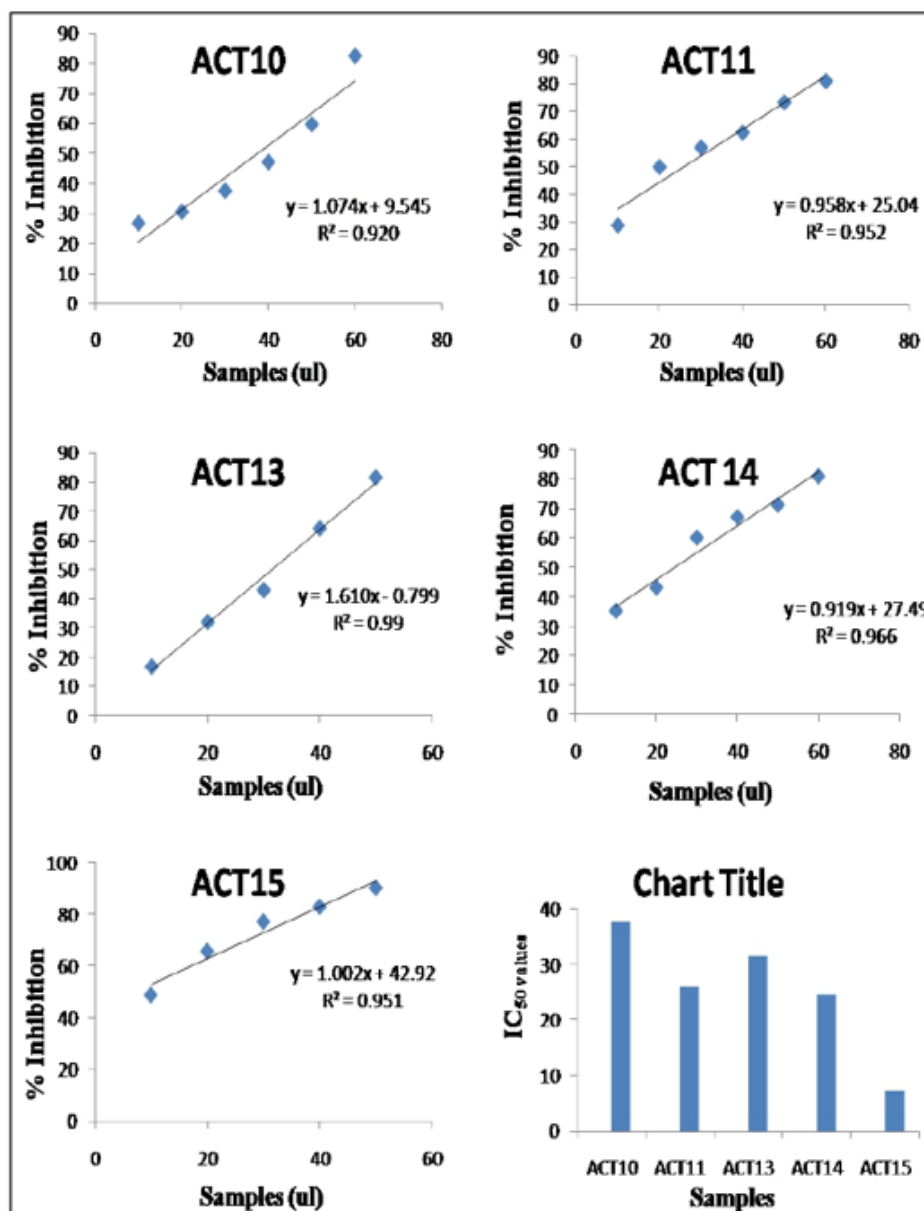 ACT10
% Inhibition
90
80
70
60
50
40
30
20
10
0
y = 1.074x + 9.545
R² = 0.920
0 20 40 60 80
Samples (ul)
ACT11
% Inhibition
90
80
70
60
50
40
30
20
10
0
y = 0.958x + 25.04
R² = 0.952
0 20 40 60 80
Samples (ul)
ACT13
% Inhibition
90
80
70
60
50
40
30
20
10
0
y = 1.610x - 0.799
R² = 0.99
0 20 40 60
Samples (ul)
ACT 14
% Inhibition
90
80
70
60
50
40
30
20
10
0
y = 0.919x + 27.49
R² = 0.966
0 20 40 60 80
Samples (ul)
ACT15
% Inhibition
100
80
60
40
20
0
y = 1.002x + 42.92
R² = 0.951
0 20 40 60
Samples (ul)
Chart Title
IC50 values
40
30
20
10
0
ACT10 ACT11 ACT13 ACT14 ACT15
Samples